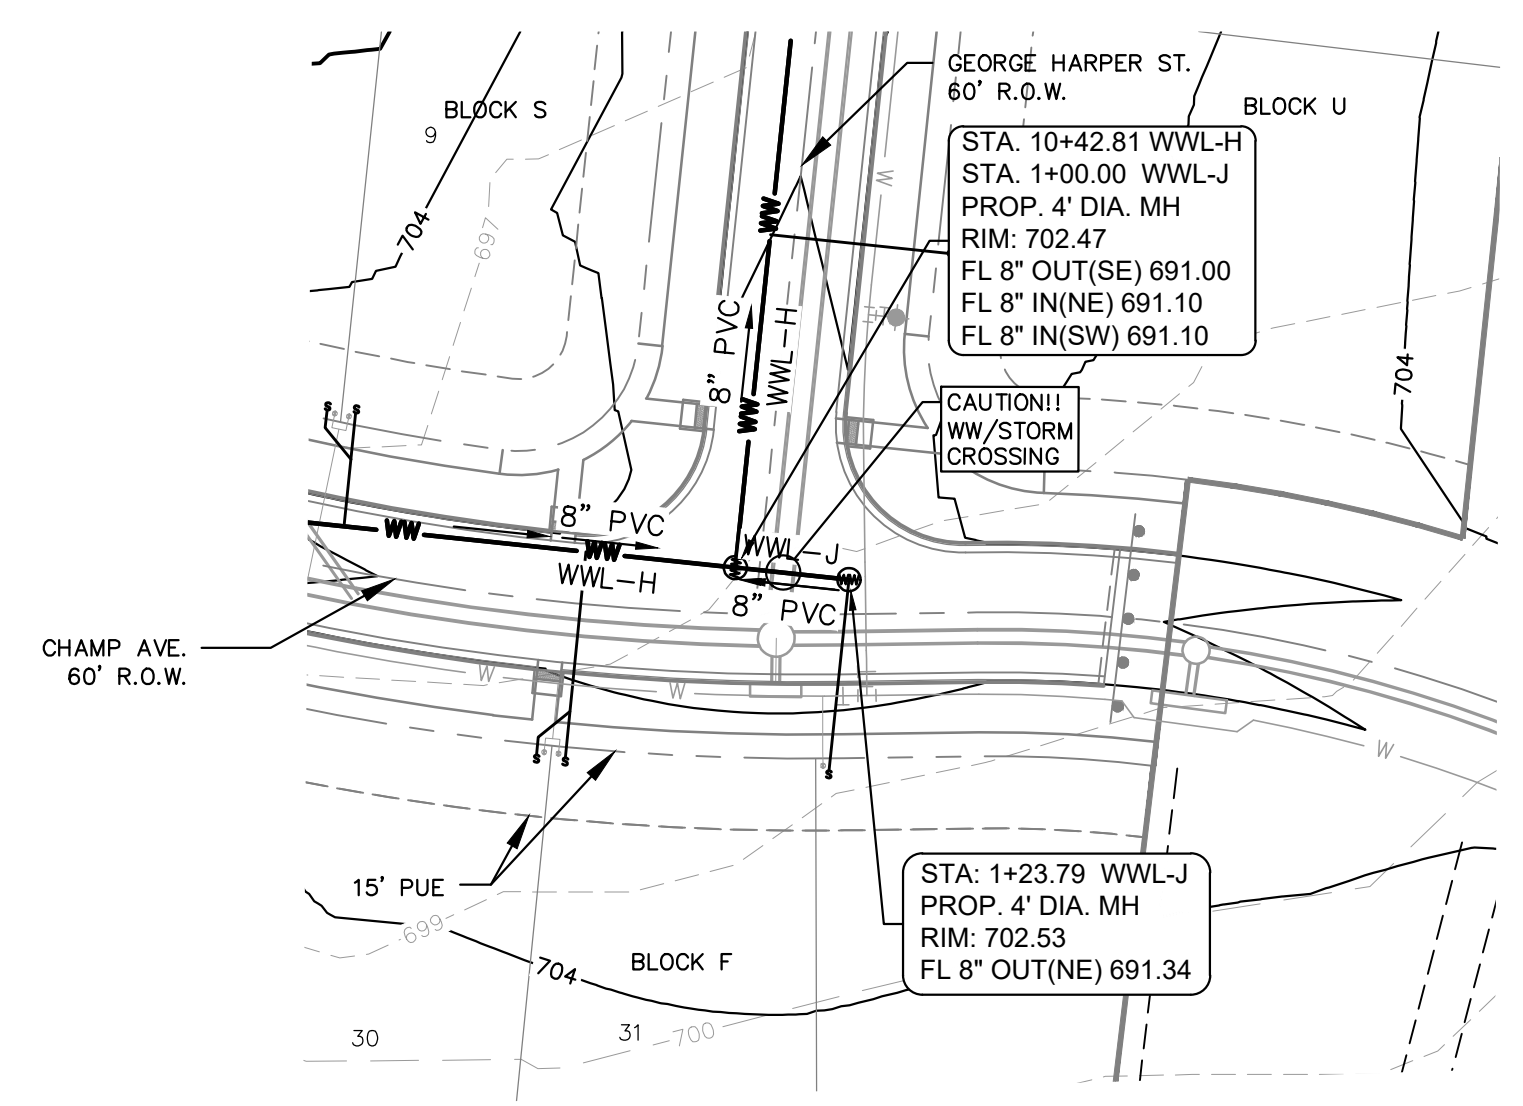 GEORGE HARPER ST.
60' R.O.W.
BLOCK S
9
BLOCK U
STA. 10+42.81 WWL-H
STA. 1+00.00 WWL-J
PROP. 4' DIA. MH
RIM: 702.47
FL 8" OUT(SE) 691.00
FL 8" IN(NE) 691.10
FL 8" IN(SW) 691.10
W
704
697
WW
8" PVC
WWL-H
704
WW
CAUTION!!
WW/STORM
CROSSING
S
S
8" PVC
WW
WW
WWL-H
WWL-J
WW
WW
8" PVC
CHAMP AVE.
60' R.O.W.
W
W
W
S
S
S
15' PUE
STA: 1+23.79 WWL-J
PROP. 4' DIA. MH
RIM: 702.53
FL 8" OUT(NE) 691.34
699
704
BLOCK F
30
31
700